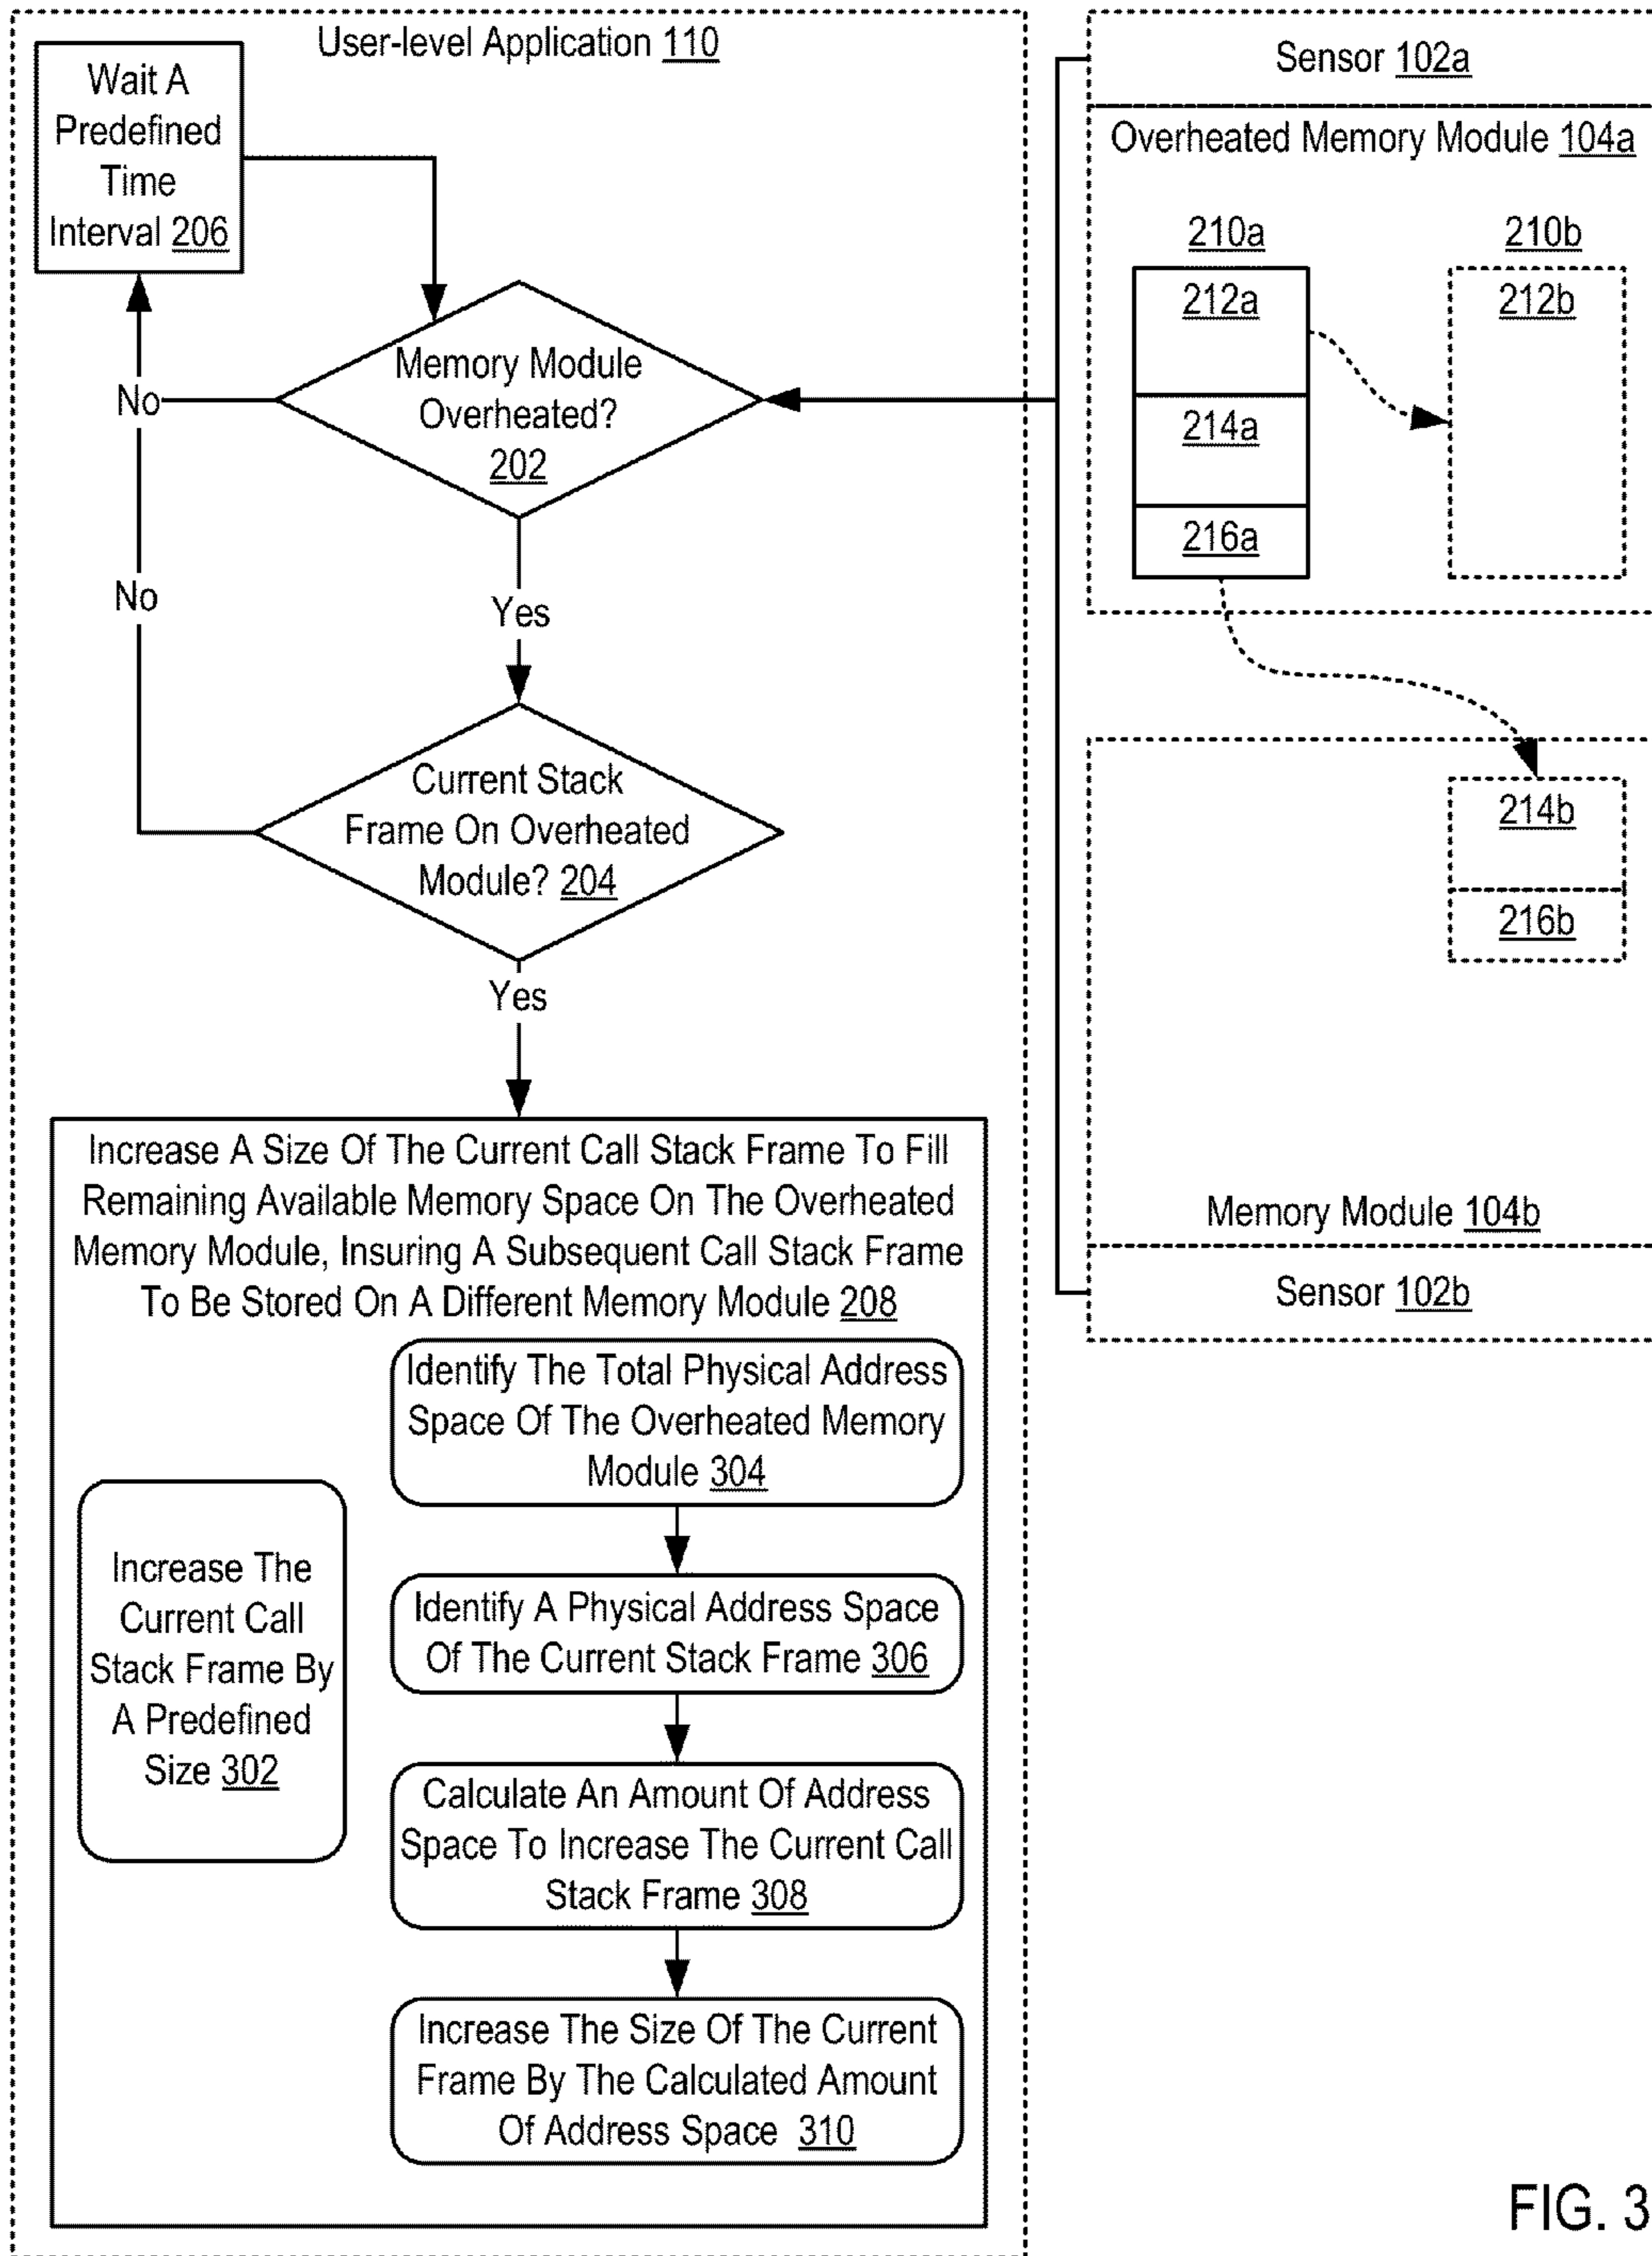 User-level Application 110
Wait A
Predefined
Time
Interval 206
Memory Module
Overheated?
202
No
No
Yes
Current Stack
Frame On Overheated
Module? 204
Yes
Increase A Size Of The Current Call Stack Frame To Fill
Remaining Available Memory Space On The Overheated
Memory Module, Insuring A Subsequent Call Stack Frame
To Be Stored On A Different Memory Module 208
Increase The
Current Call
Stack Frame By
A Predefined
Size 302
Identify The Total Physical Address
Space Of The Overheated Memory
Module 304
Identify A Physical Address Space
Of The Current Stack Frame 306
Calculate An Amount Of Address
Space To Increase The Current Call
Stack Frame 308
Increase The Size Of The Current
Frame By The Calculated Amount
Of Address Space 310
Sensor 102a
Overheated Memory Module 104a
210a
210b
212a
212b
214a
216a
214b
216b
Memory Module 104b
Sensor 102b
FIG. 3